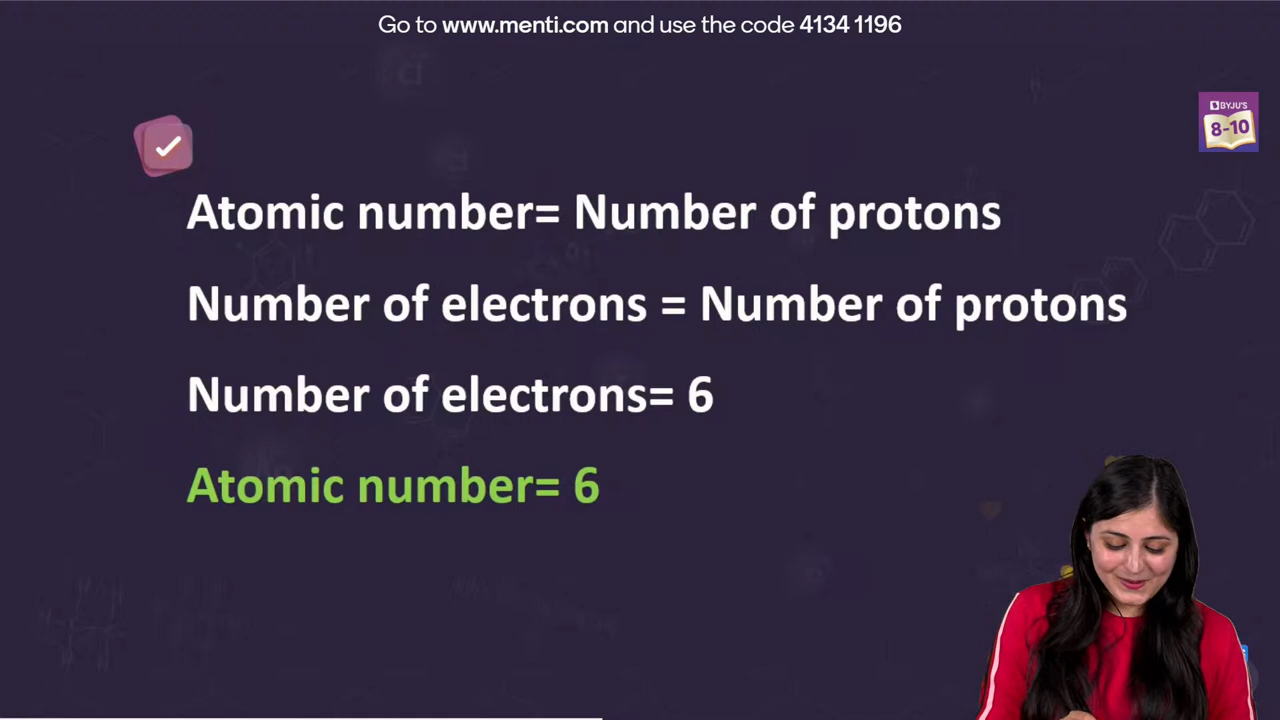 Go to www.menti.com and use the code 4134 1196
BYJU'S
8-10
Atomic number= Number of protons
Number of electrons = Number of protons
Number of electrons= 6
Atomic number= 6